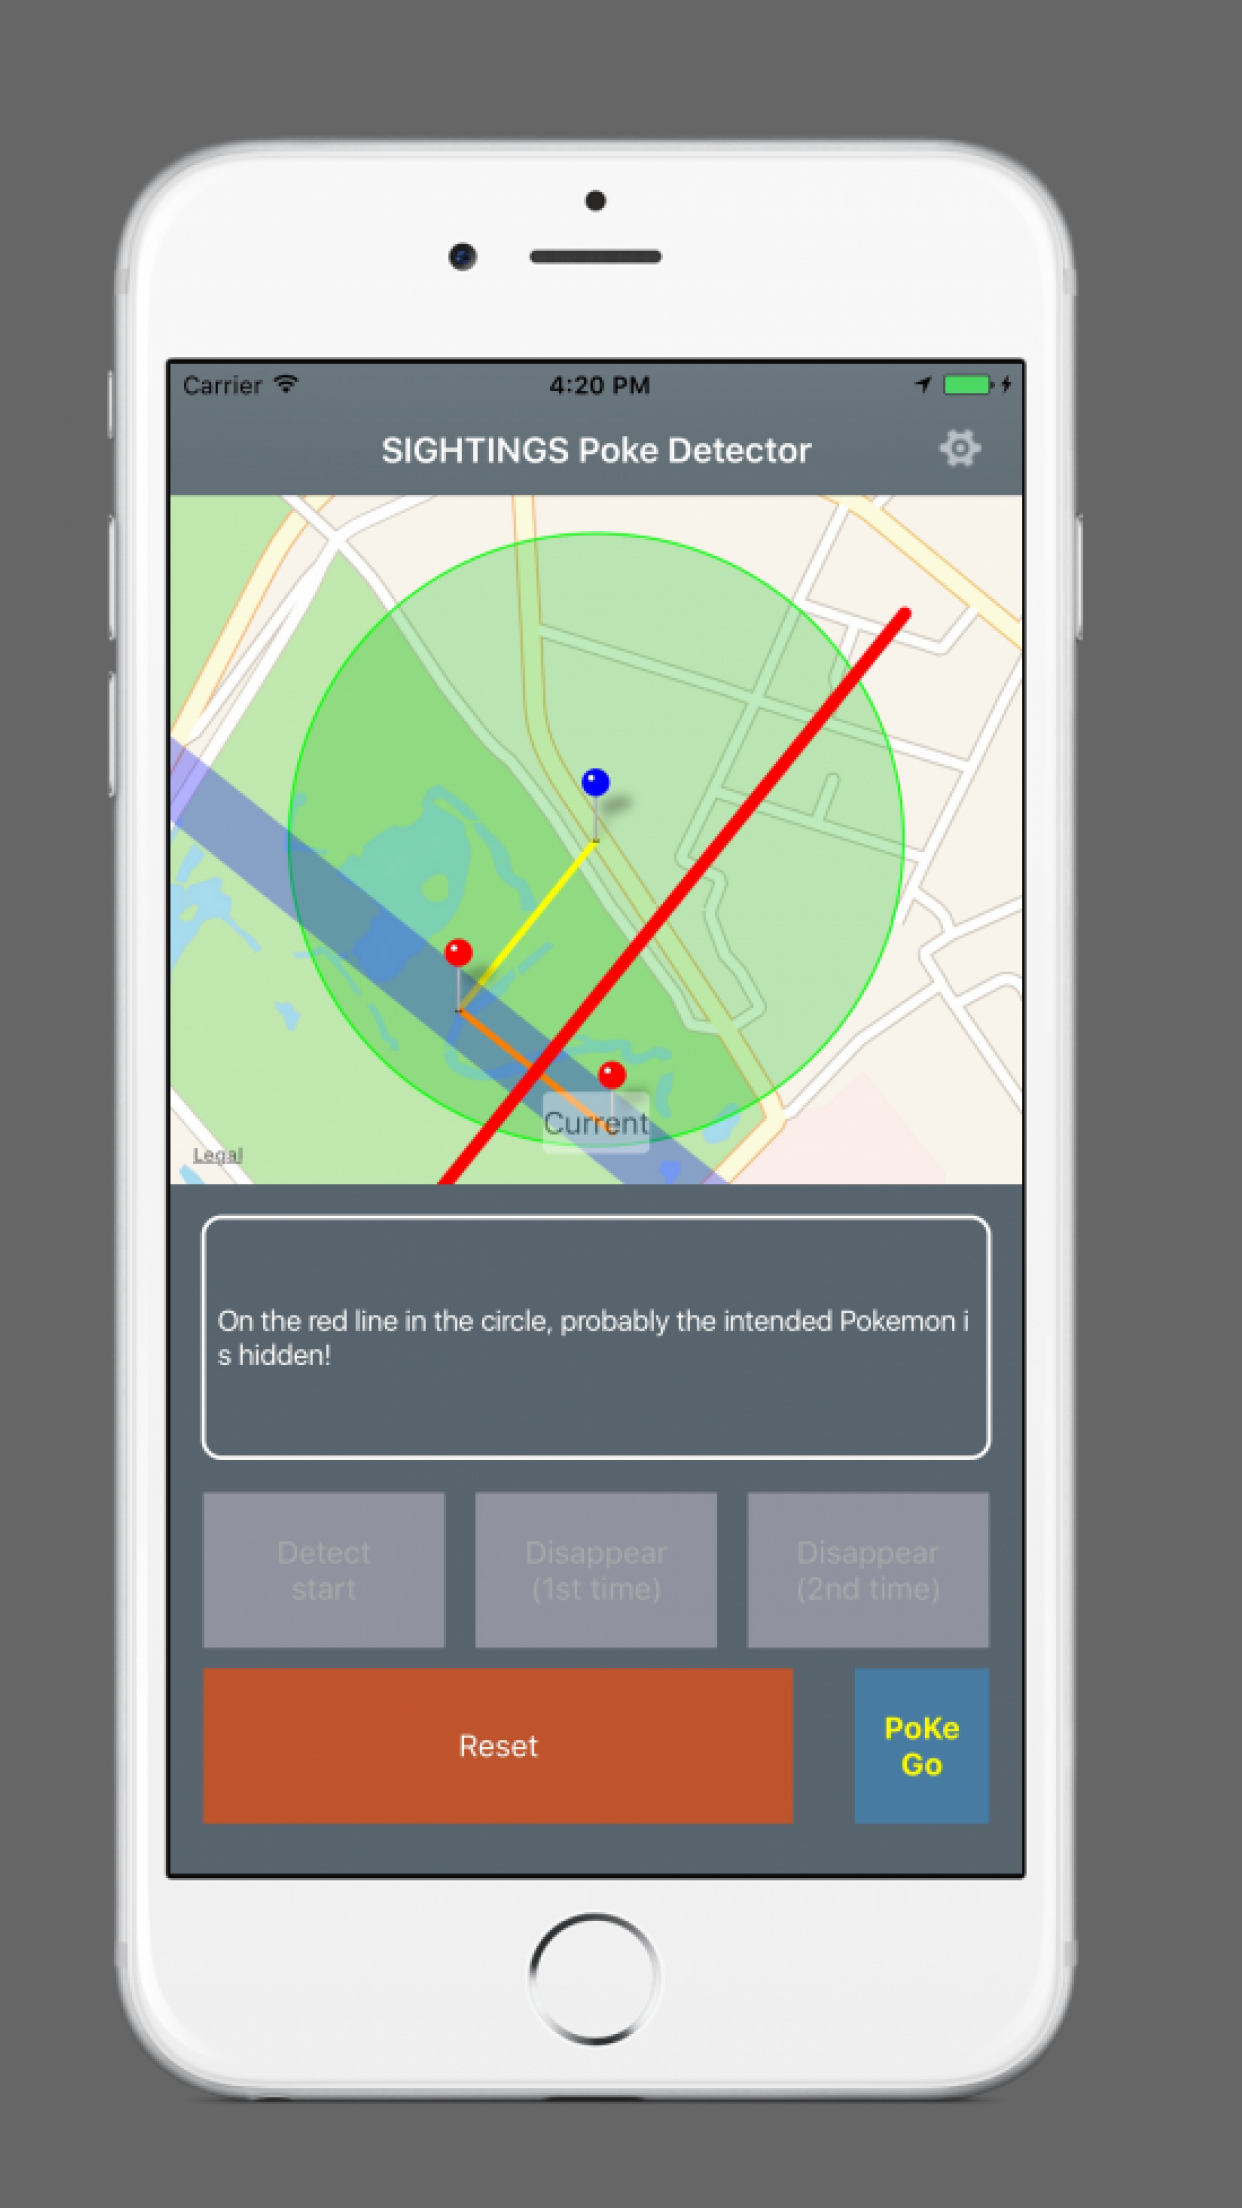 Carrier
4:20 PM
SIGHTINGS Poke Detector
Current
Legal
On the red line in the circle, probably the intended Pokemon i
s hidden!
Detect
start
Disappear
(1st time)
Disappear
(2nd time)
Reset
PoKe
Go